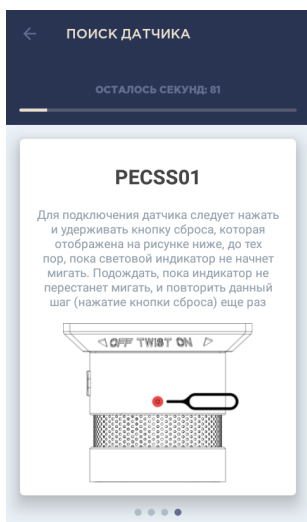 ПОИСК ДАТЧИКА
ОСТАЛОСЬ СЕКУНД: 81
PECSS01
Для подключения датчика следует нажать
и удерживать кнопку сброса, которая
отображена на рисунке ниже, до тех
пор, пока световой индикатор не начнет
мигать. Подождать, пока индикатор не
перестанет мигать, и повторить данный
шаг (нажатие кнопки сброса) еще раз
OFF TWIST ON